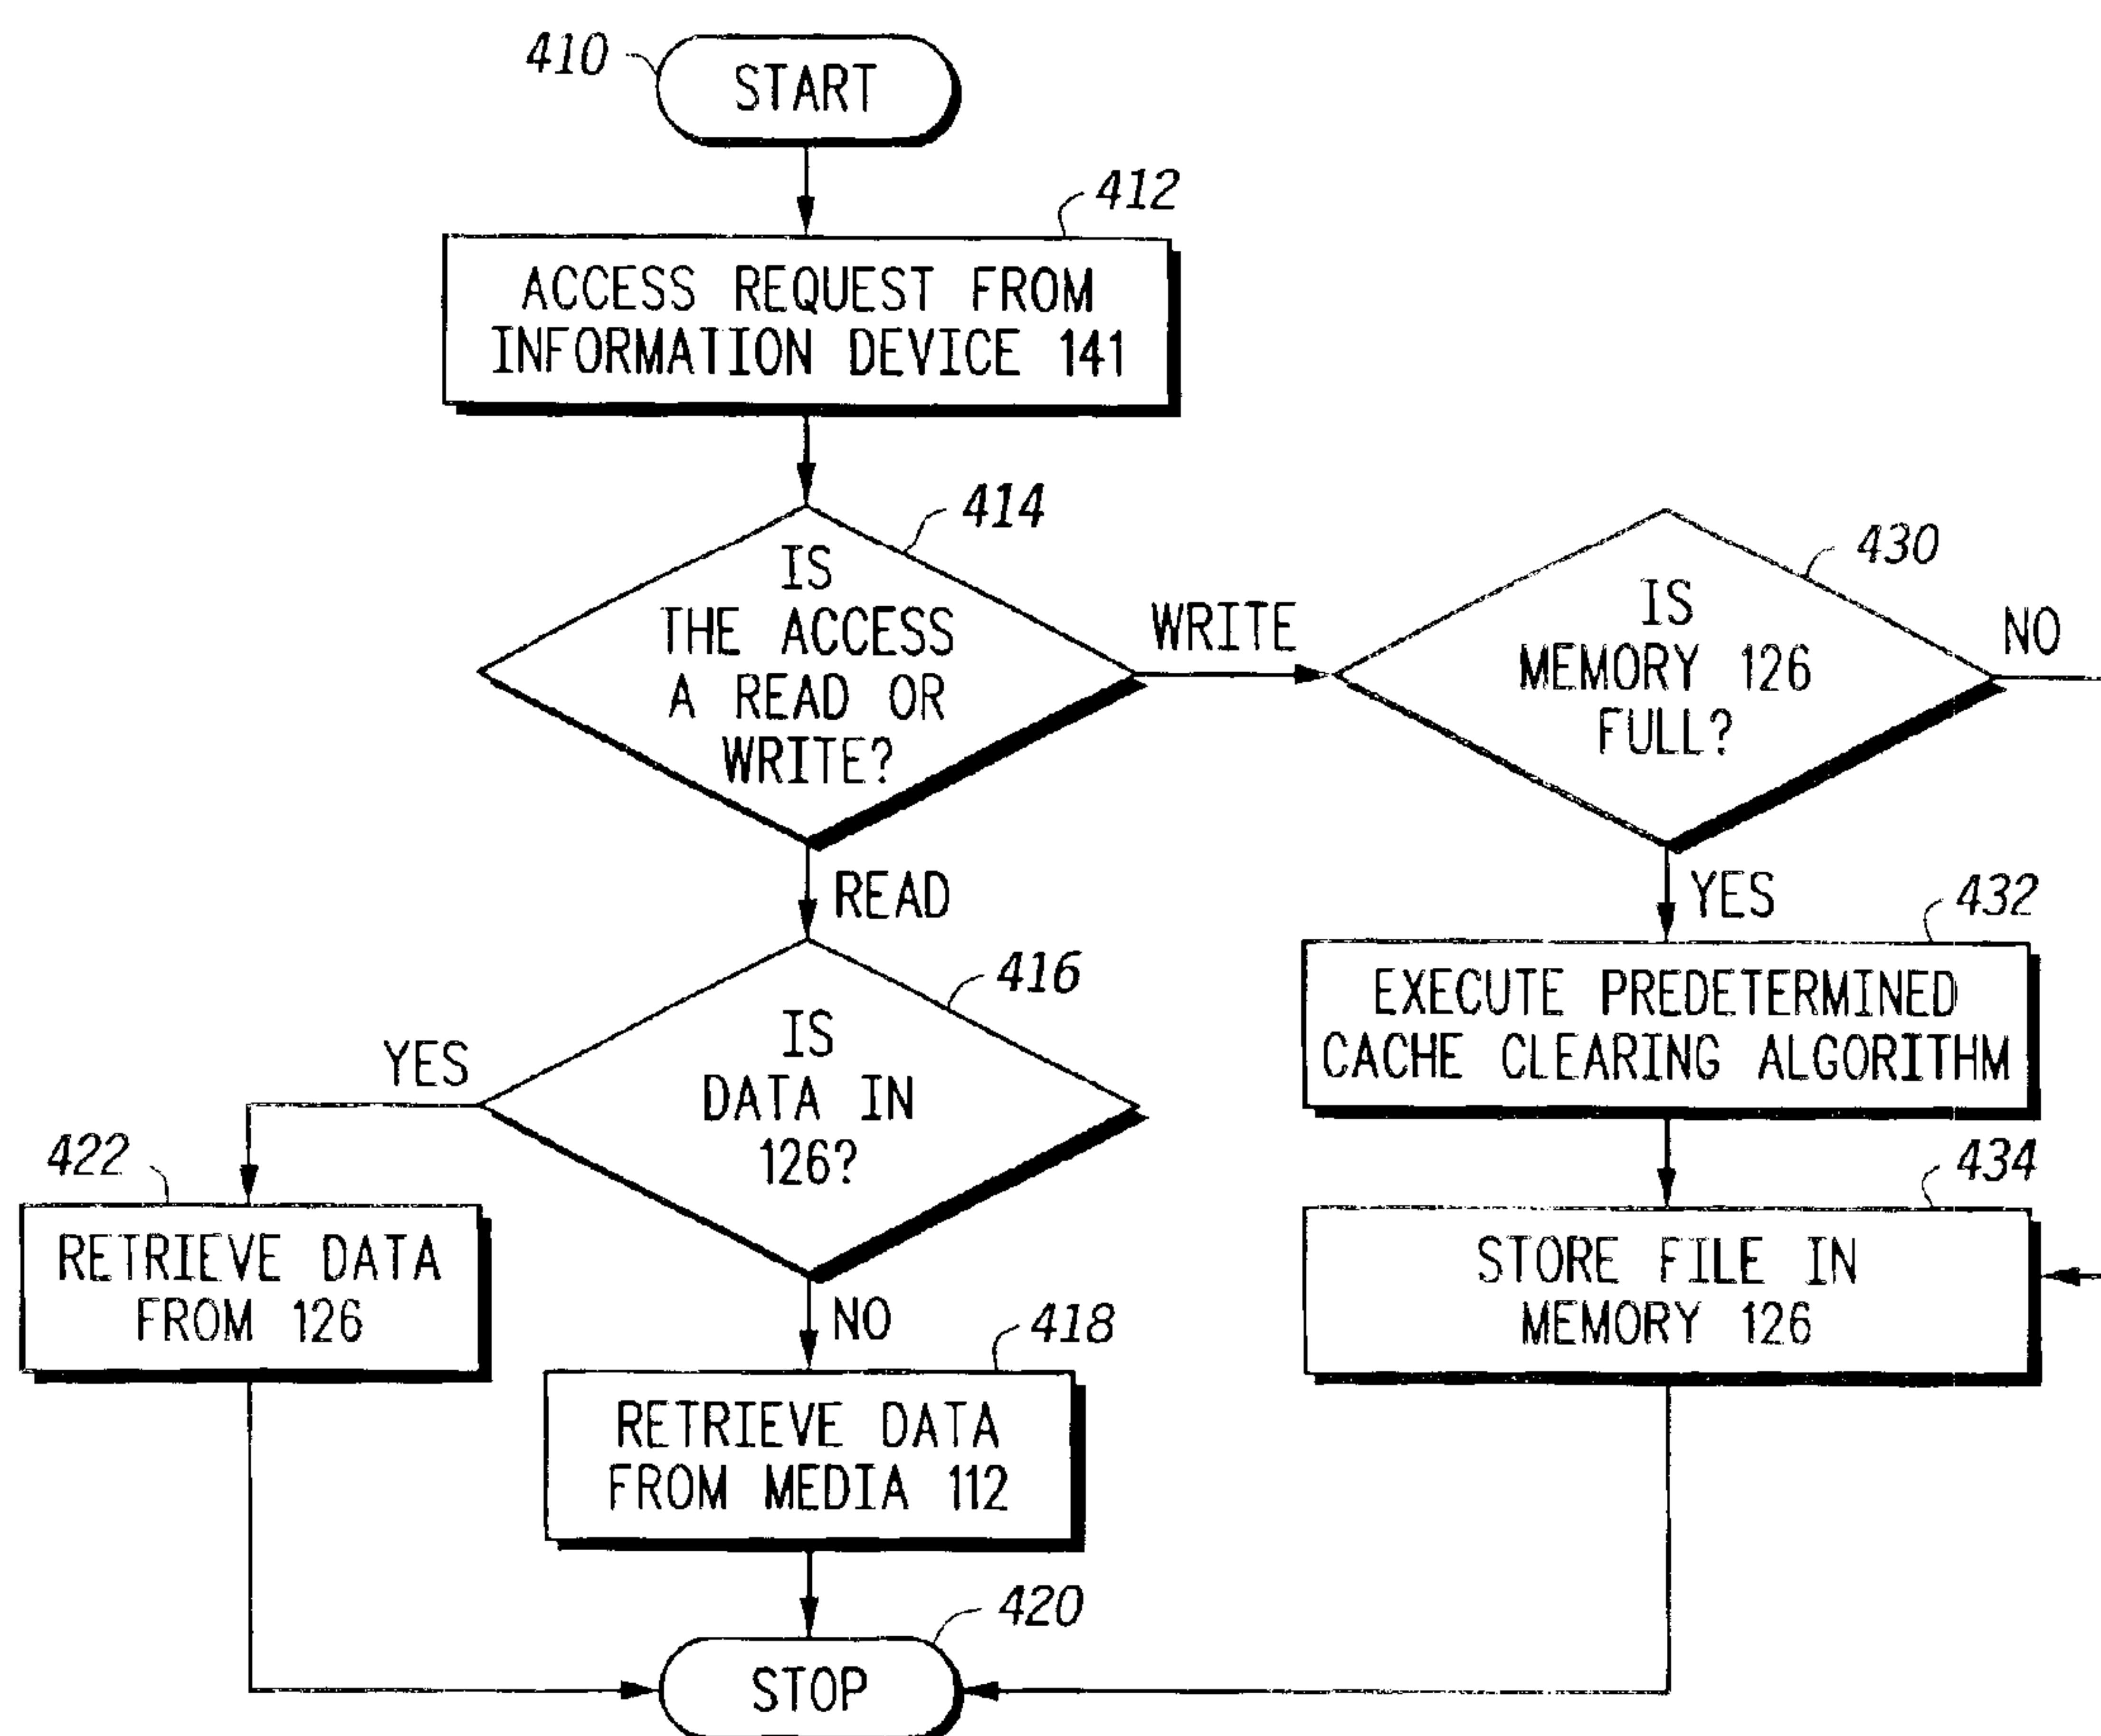 410
START
412
ACCESS REQUEST FROM
INFORMATION DEVICE 141
414
IS
THE ACCESS
A READ OR
WRITE?
WRITE
430
IS
MEMORY 126
FULL?
NO
READ
YES
416
IS
DATA IN
126?
YES
432
EXECUTE PREDETERMINED
CACHE CLEARING ALGORITHM
422
RETRIEVE DATA
FROM 126
NO
434
STORE FILE IN
MEMORY 126
418
RETRIEVE DATA
FROM MEDIA 112
420
STOP